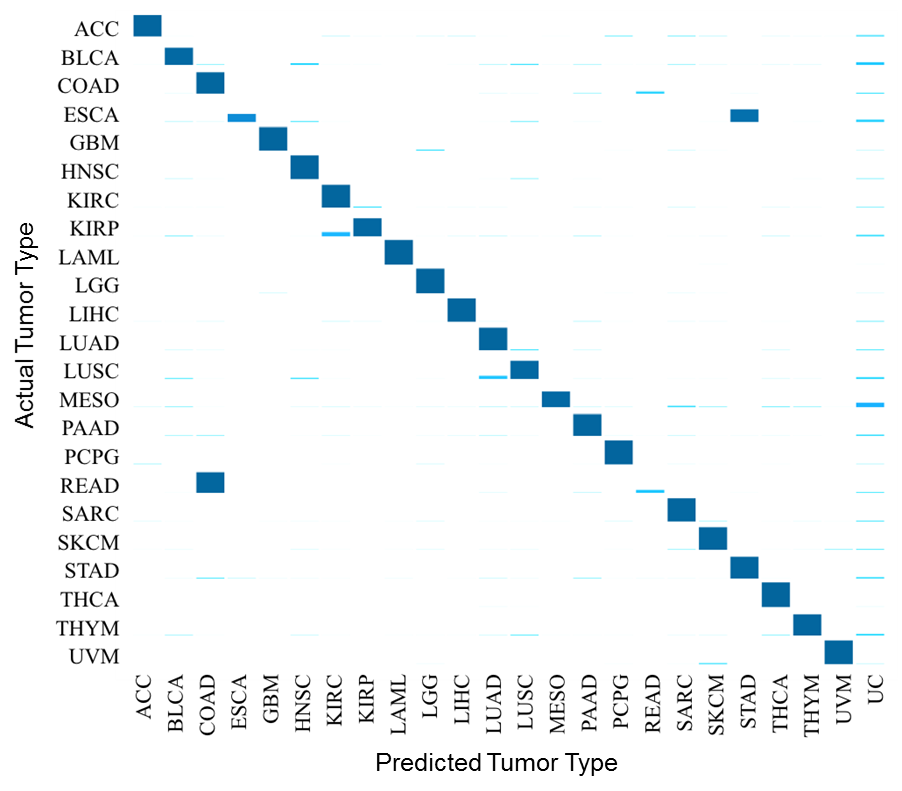 ACC
BLCA
COAD
ESCA
GBM
HNSC
KIRC
KIRP
LAML
LGG
LIHC
LUAD
LUSC
MESO
PAAD
PCPG
READ
SARC
SKCM
STAD
THCA
THYM
UVM
Actual Tumor Type
ACC
BLCA
COAD
ESCA
GBM
HNSC
KIRC
KIRP
LAML
LGG
LIHC
LUAD
LUSC
MESO
PAAD
PCPG
READ
SARC
SKCM
STAD
THCA
THYM
UVM
UC
Predicted Tumor Type